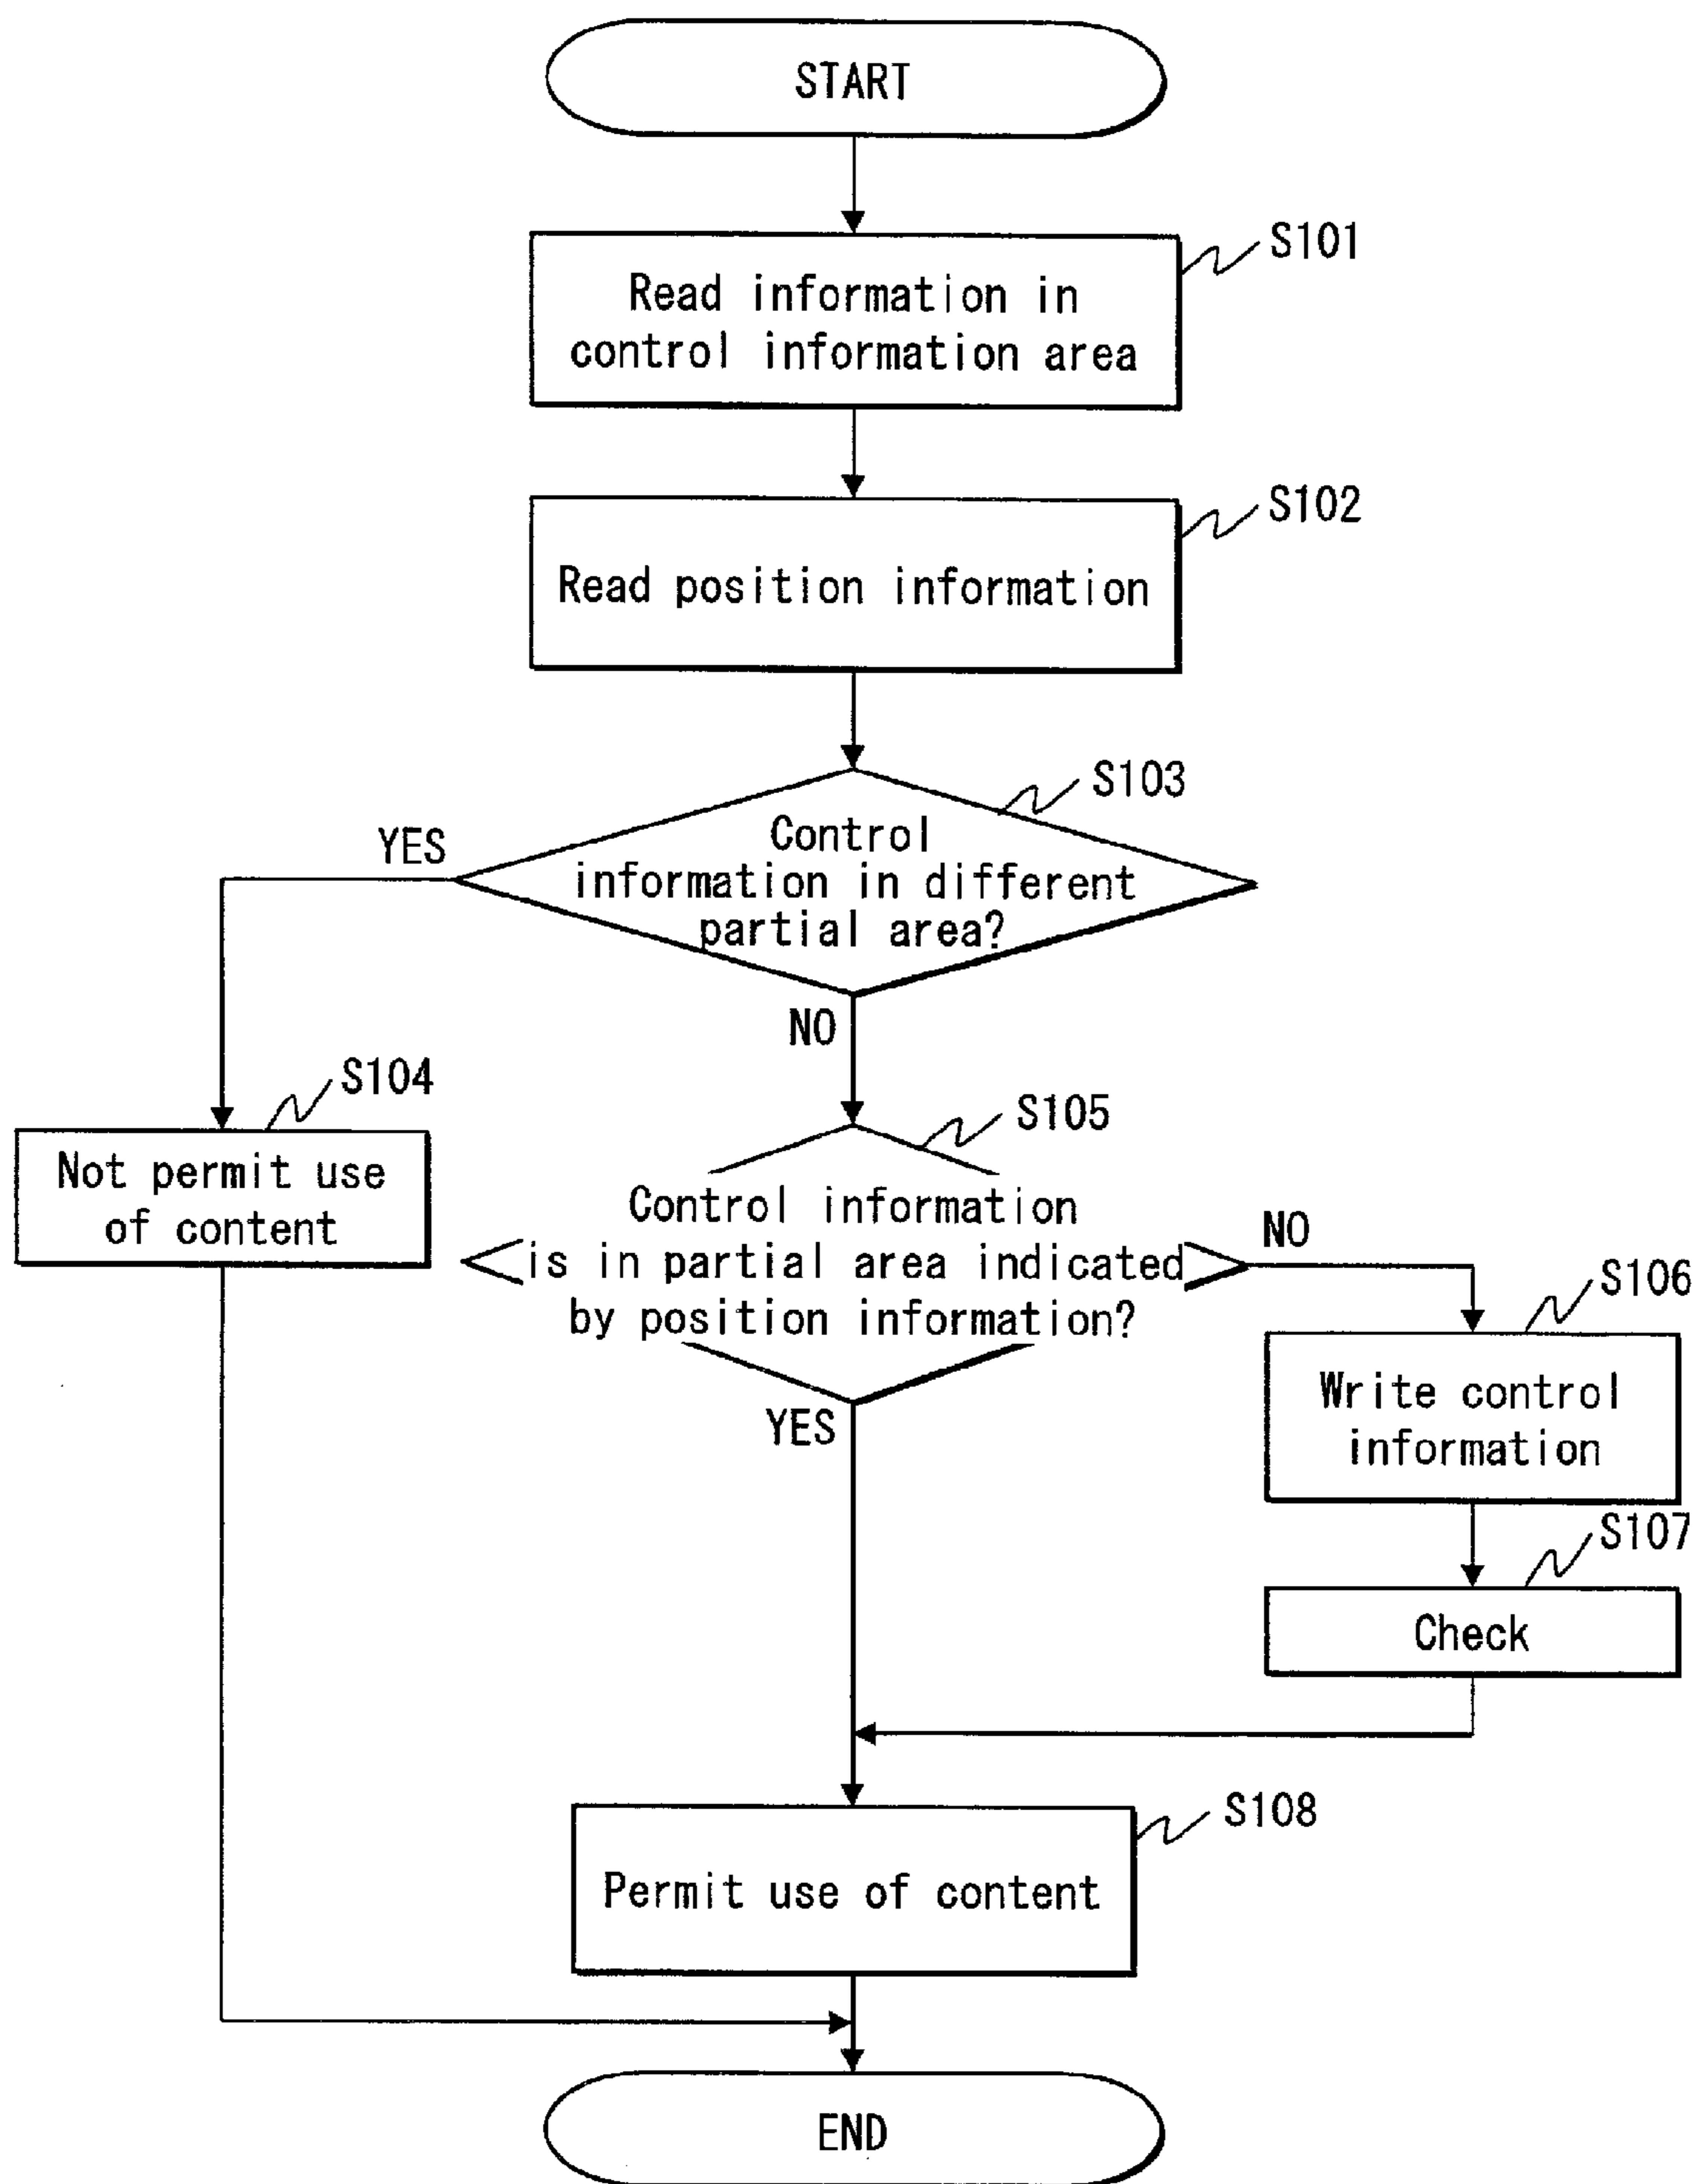 START
S101
Read information in
control information area
S102
Read position information
S103
YES
Control
information in different
partial area?
NO
S104
Not permit use
of content
S105
Control information
is in partial area indicated
by position information?
NO
YES
S106
Write control
information
S107
Check
S108
Permit use of content
END